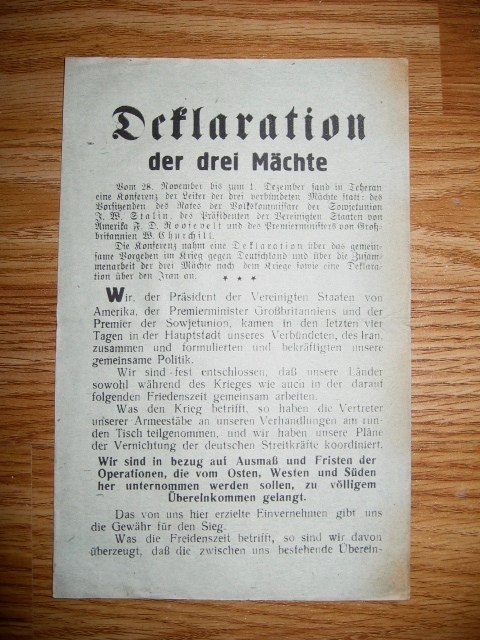 Deklaration
der drei Mächte
Vom 28. November bis zum 1. Dezember fand in Teheran
eine Konferenz der Leiter der drei verbündeten Mächte statt: des
Vorsitzenden des Rates der Volkskommissare der Sowjetunion
J. W. Stalin, des Präsidenten der Vereinigten Staaten von
Amerika F. D. Roosevelt und des Premierministers von Groß-
britannien W. Churchill.
Die Konferenz nahm eine Deklaration über das gemein-
same Vorgehen im Krieg gegen Deutschland und über die Zusam-
menarbeit der drei Mächte nach dem Kriege sowie eine Deklara-
tion über den Iran an.
* * *
Wir, der Präsident der Vereinigten Staaten von
Amerika, der Premierminister Großbritanniens und der
Premier der Sowjetunion, kamen in den letzten vier
Tagen in der Hauptstadt unseres Verbündeten, des Iran,
zusammen und formulierten und bekräftigten unsere
gemeinsame Politik.
Wir sind fest entschlossen, daß unsere Länder
sowohl während des Krieges wie auch in der darauf
folgenden Friedenszeit gemeinsam arbeiten.
Was den Krieg betrifft, so haben die Vertreter
unserer Armeestäbe an unseren Verhandlungen am run-
den Tisch teilgenommen, und wir haben unsere Pläne
der Vernichtung der deutschen Streitkräfte koordiniert.
Wir sind in bezug auf Ausmaß und Fristen der
Operationen, die vom Osten, Westen und Süden
her unternommen werden sollen, zu völligem
Übereinkommen gelangt.
Das von uns hier erzielte Einvernehmen gibt uns
die Gewähr für den Sieg.
Was die Freidenszeit betrifft, so sind wir davon
überzeugt, daß die zwischen uns bestehende Überein-